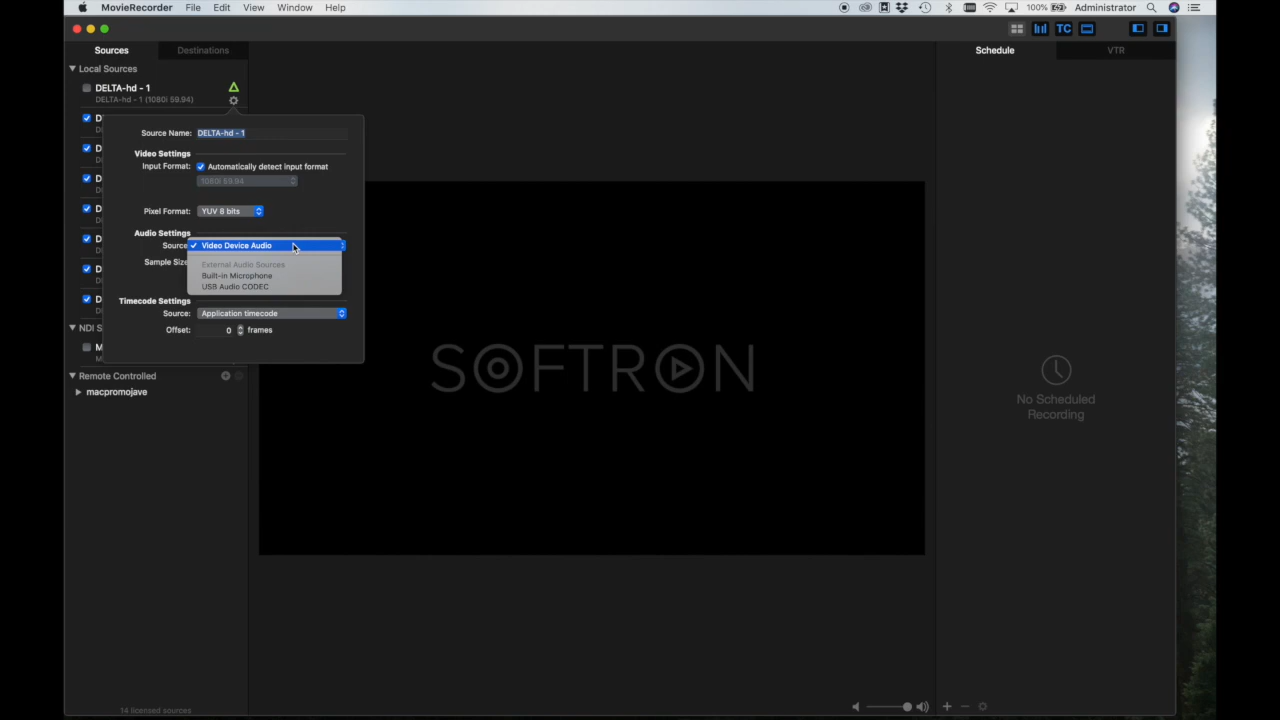 MovieRecorder File Edit View Window Help
100% Administrator
TC
Sources Destinations
Schedule VTR
Local Sources
DELTA-hd - 1
DELTA-hd - 1 (1080i 59.94)
Source Name: DELTA-hd - 1
Video Settings
Input Format: Automatically detect input format
1080i 59.94
Pixel Format: YUV 8 bits
Audio Settings
Source Video Device Audio
Sample Size
External Audio Sources
Built-in Microphone
USB Audio CODEC
Timecode Settings
Source: Application timecode
Offset: 0 frames
NDI S
M
Remote Controlled
macpromojave
SOFTRON
No Scheduled
Recording
14 licensed sources